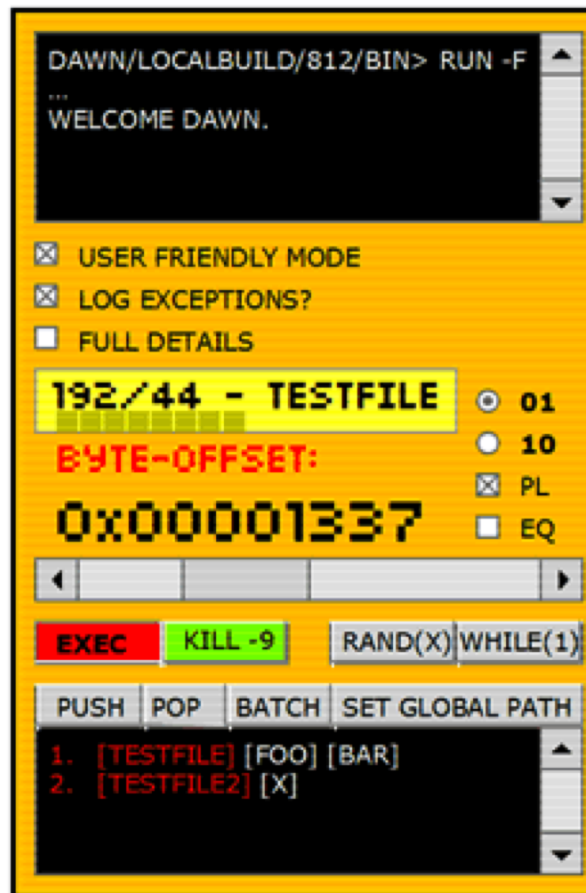 DAWN/LOCALBUILD/812/BIN> RUN -F
...
WELCOME DAWN.
USER FRIENDLY MODE
LOG EXCEPTIONS?
FULL DETAILS
192/44 - TESTFILE
01
BYTE-OFFSET:
10
PL
0x00001337
EQ
EXEC KILL -9 RAND(X) WHILE(1)
PUSH POP BATCH SET GLOBAL PATH
1. [TESTFILE] [FOO] [BAR]
2. [TESTFILE2] [X]